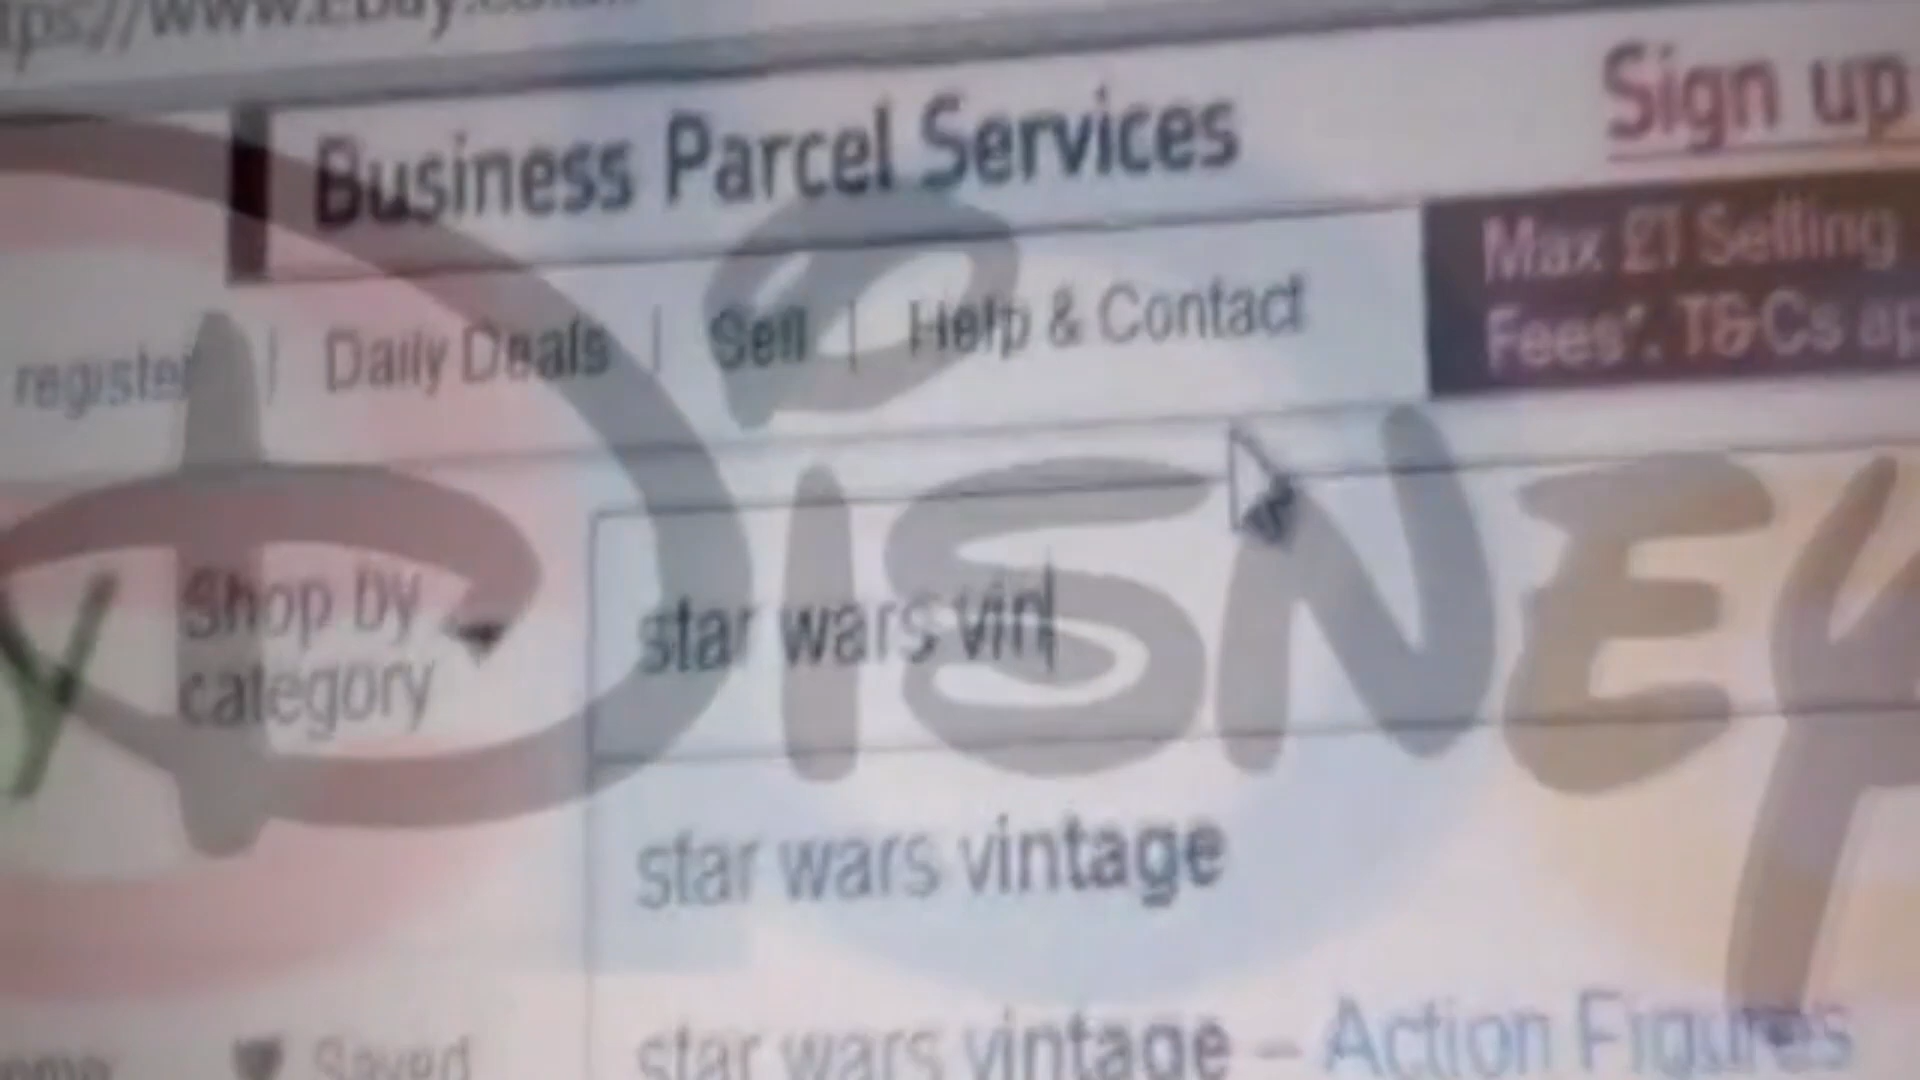 Business Parcel Services
Sign up
Max £1 Selling
Fees*. T&Cs
register | Daily Deals | Sell | Help & Contact
DISNEY
Shop by
category
star wars vin
star wars vintage
star wars vintage – Action Figures
Saved